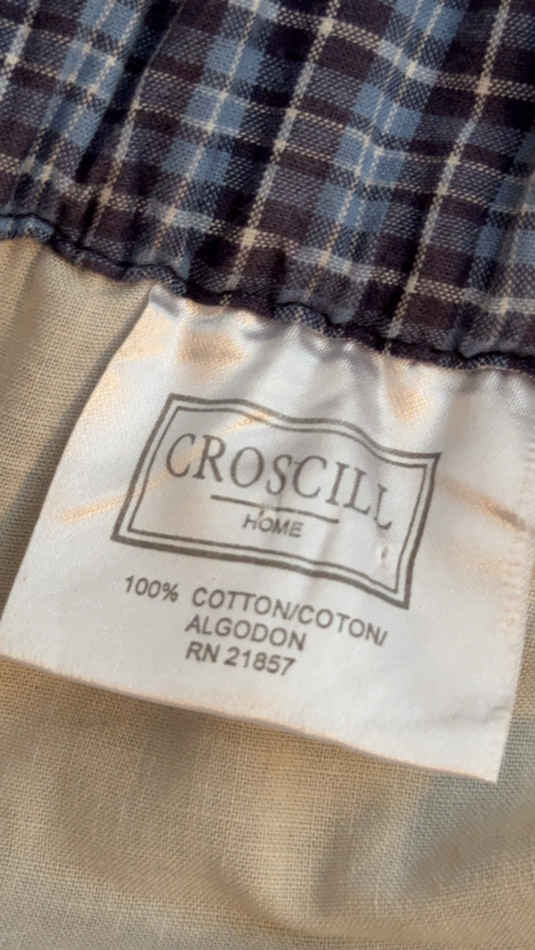 CROSCILL
HOME
100% COTTON/COTON/
ALGODON
RN 21857